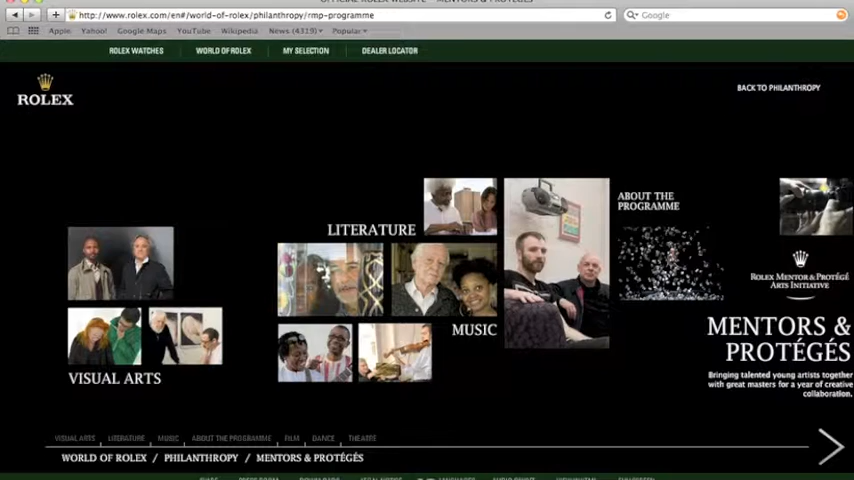 http://www.rolex.com/en#/world-of-rolex/philanthropy/rmp-programme
Google
Apple Yahoo! Google Maps YouTube Wikipedia News (4319) Popular
ROLEX WATCHES WORLD OF ROLEX MY SELECTION DEALER LOCATOR
ROLEX
BACK TO PHILANTHROPY
ABOUT THE
PROGRAMME
LITERATURE
ROLEX MENTOR & PROTÉGÉ
ARTS INITIATIVE
MUSIC
MENTORS &
PROTÉGÉS
VISUAL ARTS
Bringing talented young artists together
with great masters for a year of creative
collaboration.
VISUAL ARTS LITERATURE MUSIC ABOUT THE PROGRAMME FILM DANCE THEATRE
WORLD OF ROLEX / PHILANTHROPY / MENTORS & PROTÉGÉS